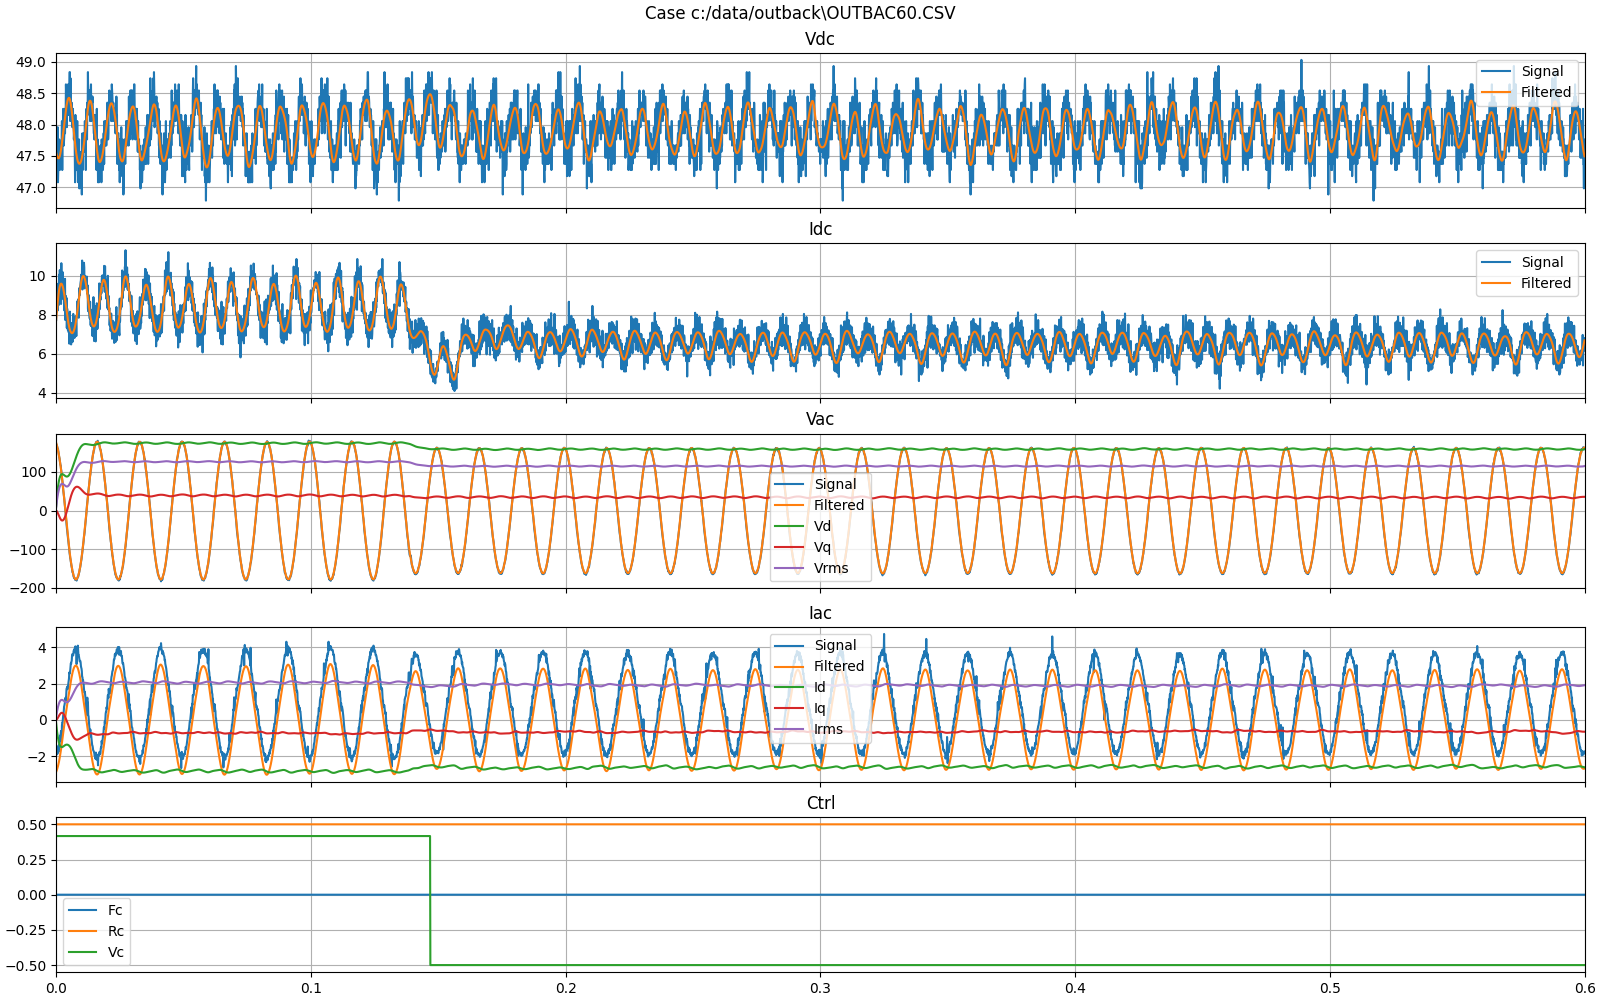 Case c:/data/outback\OUTBAC60.CSV
Vdc
49.0
48.5
48.0
47.5
47.0
Signal
Filtered
Idc
10
8
6
4
Signal
Filtered
Vac
100
0
−100
−200
Signal
Filtered
Vd
Vq
Vrms
Iac
4
2
0
−2
Signal
Filtered
Id
Iq
Irms
Ctrl
0.50
0.25
0.00
−0.25
−0.50
Fc
Rc
Vc
0.0 0.1 0.2 0.3 0.4 0.5 0.6